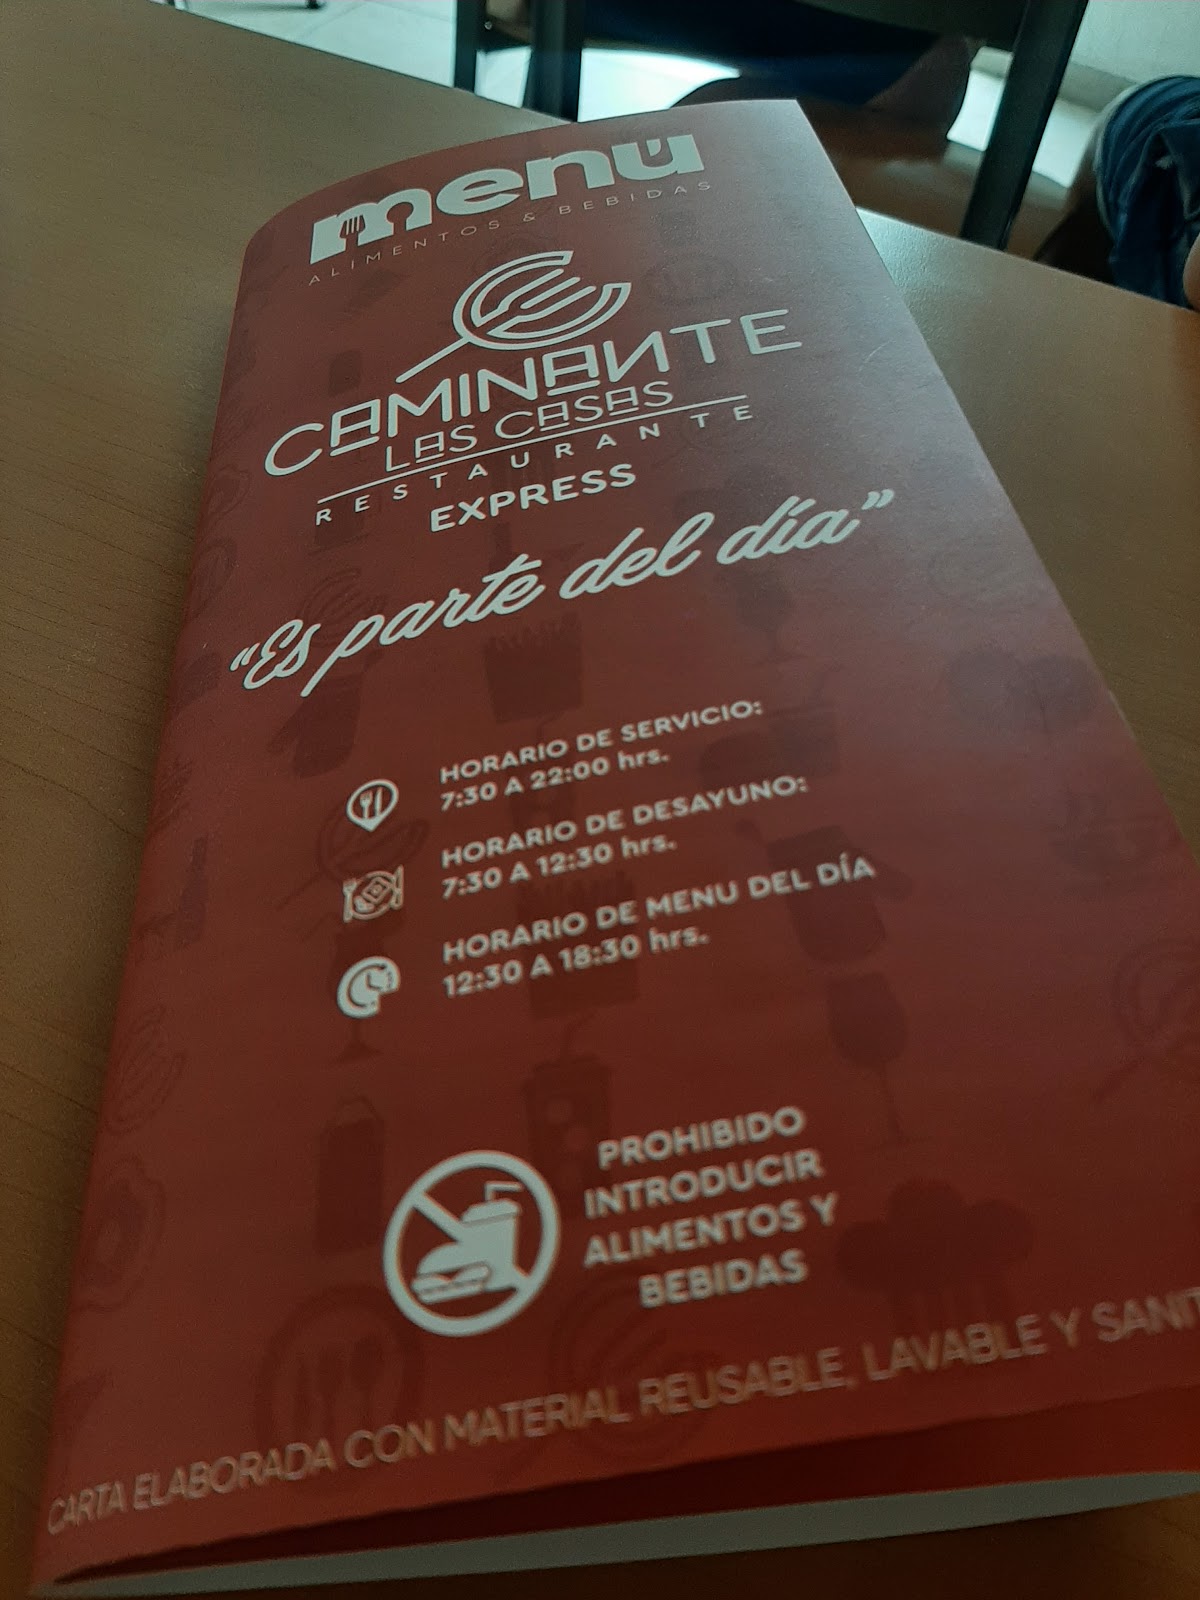 menú
ALIMENTOS & BEBIDAS
CAMINANTE
LAS CASAS
RESTAURANTE
EXPRESS
“Es parte del día”
HORARIO DE SERVICIO:
7:30 A 22:00 hrs.
HORARIO DE DESAYUNO:
7:30 A 12:30 hrs.
HORARIO DE MENU DEL DÍA
12:30 A 18:30 hrs.
PROHIBIDO
INTRODUCIR
ALIMENTOS Y
BEBIDAS
CARTA ELABORADA CON MATERIAL REUSABLE, LAVABLE Y